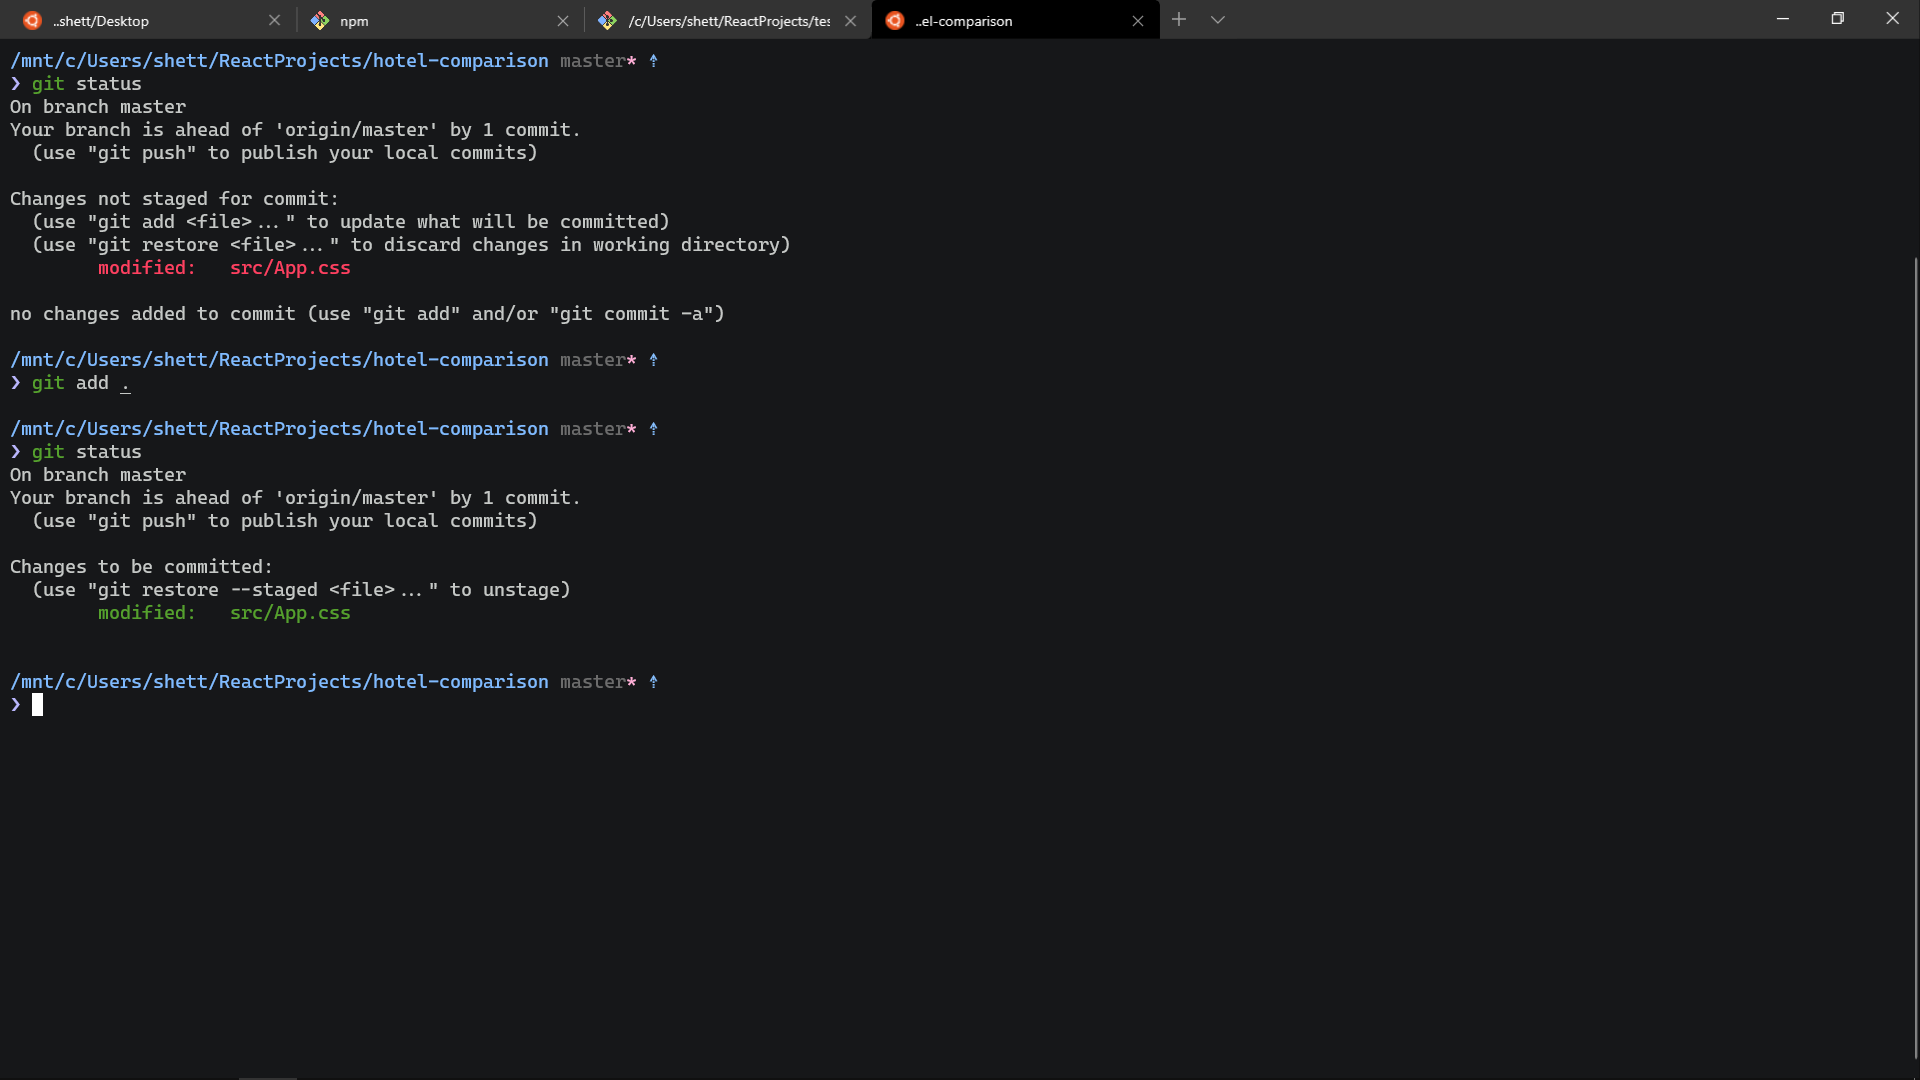 ..shett/Desktop
npm
/c/Users/shett/ReactProjects/tes
..el-comparison
/mnt/c/Users/shett/ReactProjects/hotel-comparison master* ⇡
❯ git status
On branch master
Your branch is ahead of 'origin/master' by 1 commit.
  (use "git push" to publish your local commits)

Changes not staged for commit:
  (use "git add <file>..." to update what will be committed)
  (use "git restore <file>..." to discard changes in working directory)
        modified:   src/App.css

no changes added to commit (use "git add" and/or "git commit -a")

/mnt/c/Users/shett/ReactProjects/hotel-comparison master* ⇡
❯ git add .

/mnt/c/Users/shett/ReactProjects/hotel-comparison master* ⇡
❯ git status
On branch master
Your branch is ahead of 'origin/master' by 1 commit.
  (use "git push" to publish your local commits)

Changes to be committed:
  (use "git restore --staged <file>..." to unstage)
        modified:   src/App.css

/mnt/c/Users/shett/ReactProjects/hotel-comparison master* ⇡
❯